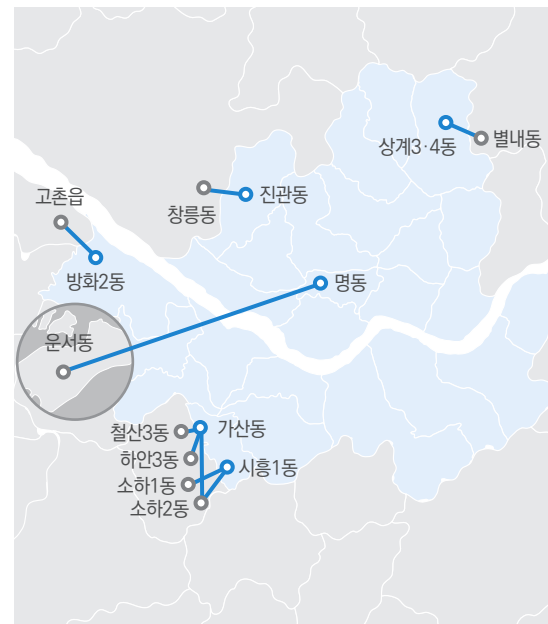 상계3·4동
별내동
고촌읍
창릉동
진관동
방화2동
명동
운서동
철산3동
가산동
하안3동
시흥1동
소하1동
소하2동